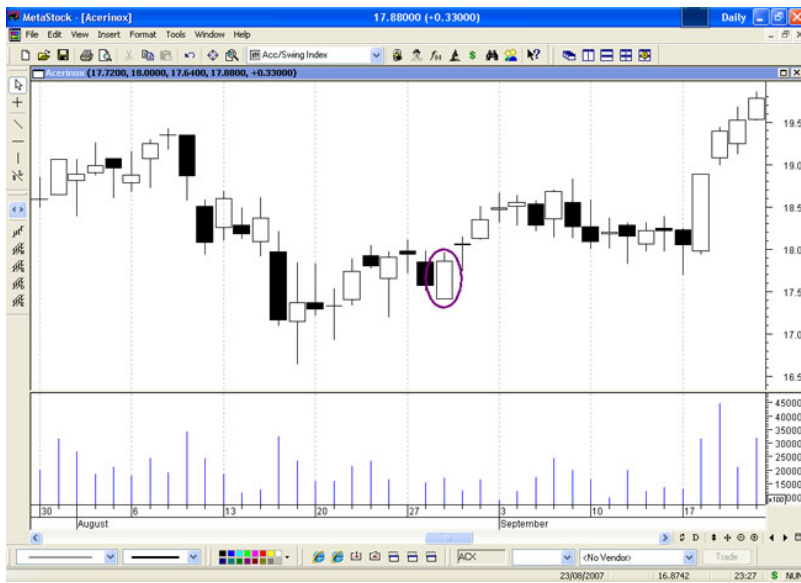 MetaStock - [Acerinox] 17.88000 (+0.33000) Daily
File Edit View Insert Format Tools Window Help
Acc/Swing Index
Acerinox (17.7200, 18.0000, 17.6400, 17.8800, +0.33000)
19.5
19.0
18.5
18.0
17.5
17.0
16.5
45000
40000
35000
30000
25000
20000
15000
x100
30 6 13 20 27 3 10 17
August September
ACX <No Vendor> Trade
23/08/2007 16.8742 23:27 $ NUM